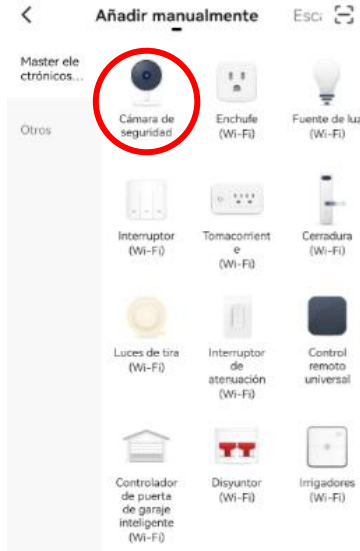 Añadir manualmente
Esc
Master ele
ctrónicos...
Otros
Cámara de
seguridad
Enchufe
(Wi-Fi)
Fuente de luz
(Wi-Fi)
Interruptor
(Wi-Fi)
Tomacorrient
e
(Wi-Fi)
Cerradura
(Wi-Fi)
Luces de tira
(Wi-Fi)
Interruptor
de
atenuación
(Wi-Fi)
Control
remoto
universal
Controlador
de puerta
de garaje
inteligente
(Wi-Fi)
Disyuntor
(Wi-Fi)
Irrigadores
(Wi-Fi)